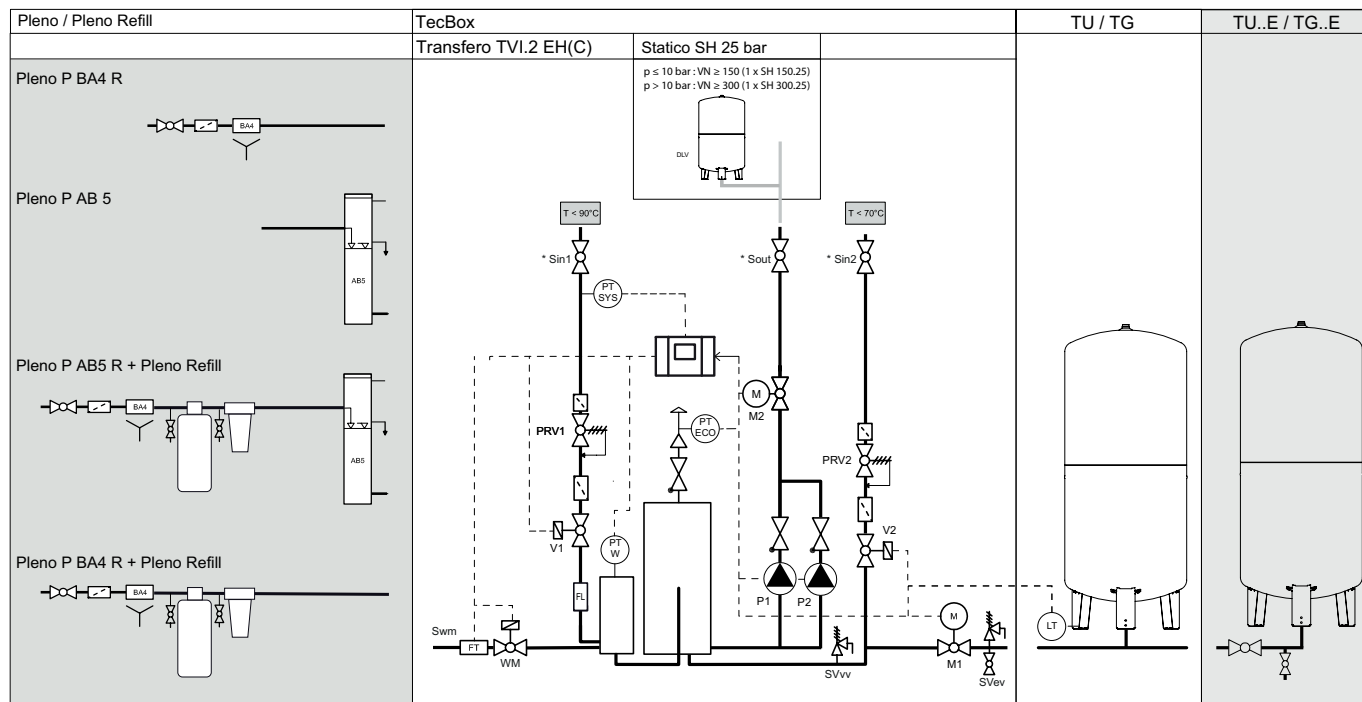 Pleno / Pleno Refill
TecBox
TU / TG
TU..E / TG..E
Transfero TVI.2 EH(C)
Statico SH 25 bar
p ≤ 10 bar : VN ≥ 150 (1 x SH 150.25)
p > 10 bar : VN ≥ 300 (1 x SH 300.25)
DLV
Pleno P BA4 R
BA4
Pleno P AB 5
AB5
Pleno P AB5 R + Pleno Refill
BA4
AB5
Pleno P BA4 R + Pleno Refill
BA4
T < 90°C
T < 70°C
* Sin1
* Sout
* Sin2
PT
SYS
M
M2
PT
ECO
PRV1
PRV2
V1
V2
PT
W
FL
P1
P2
Swm
FT
WM
SVvv
M
M1
SVev
LT